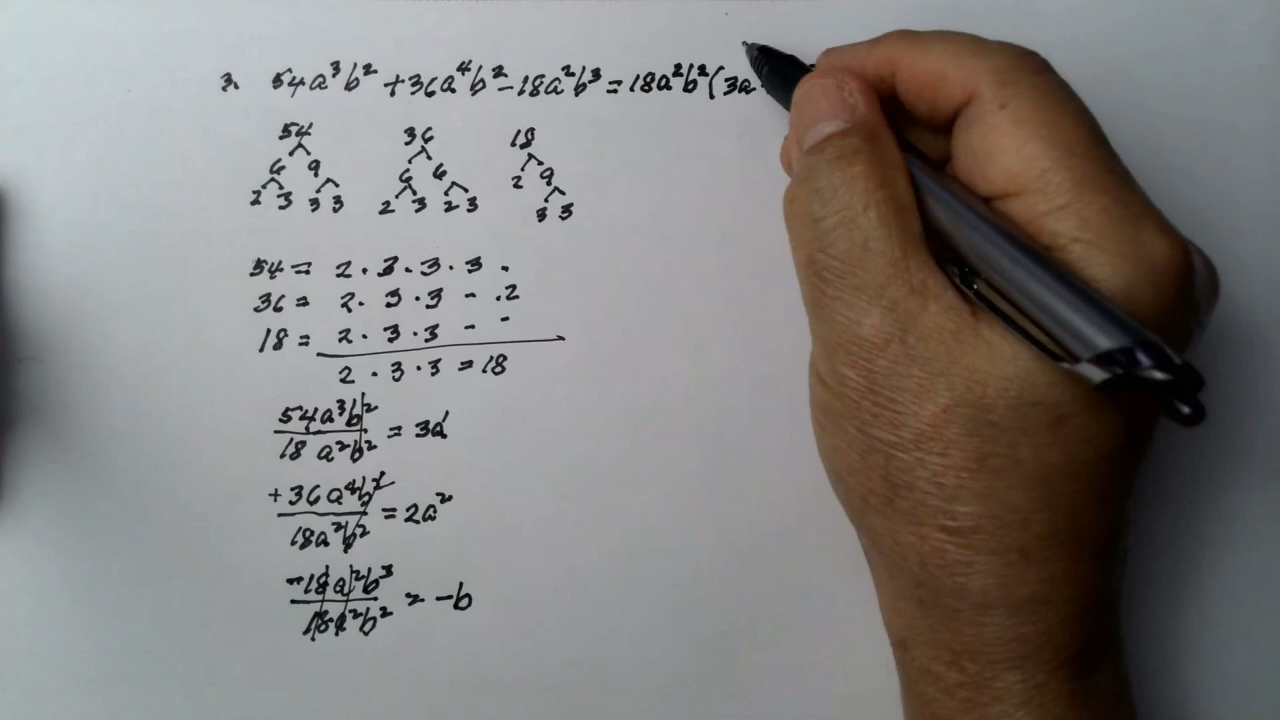 3. 54a³b² + 36a⁴b² - 18a²b³ = 18a²b² (3a
54 36 18
6 9 6 6 2 9
2 3 3 3 2 3 2 3 3 3
54 = 2 . 3 . 3 . 3 .
36 = 2 . 3 . 3 - . 2
18 = 2 . 3 . 3 - -
2 . 3 . 3 = 18
54a³b²
18 a²b² = 3a
+ 36a⁴b²
18a²b² = 2a²
-18a²b³
18a²b² = -b